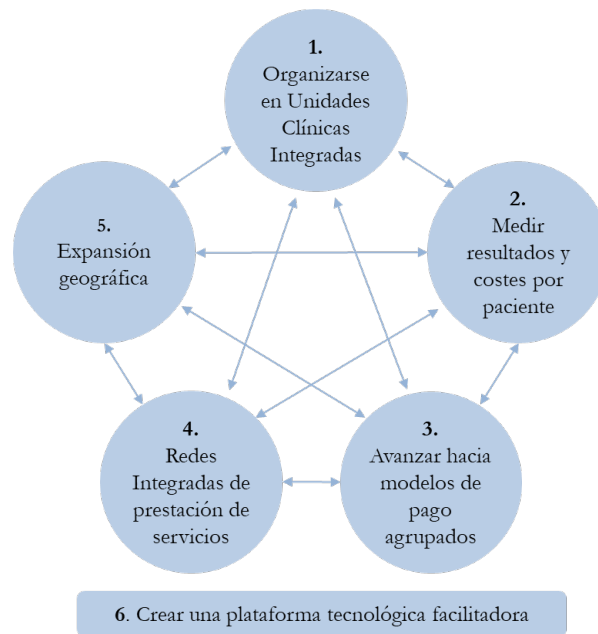 1.
Organizarse
en Unidades
Clínicas
Integradas
2.
Medir
resultados y
costes por
paciente
3.
Avanzar hacia
modelos de
pago
agrupados
4.
Redes
Integradas de
prestación de
servicios
5.
Expansión
geográfica
6. Crear una plataforma tecnológica facilitadora